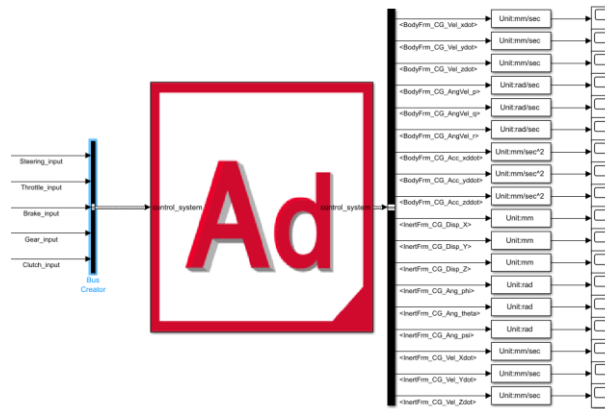 Steering_input
Throttle_input
Brake_input
Gear_input
Clutch_input
Bus
Creator
control_system
Ad
control_system
<BodyFrm_CG_Vel_xdot>
Unit:mm/sec
<BodyFrm_CG_Vel_ydot>
Unit:mm/sec
<BodyFrm_CG_Vel_zdot>
Unit:mm/sec
<BodyFrm_CG_AngVel_p>
Unit:rad/sec
<BodyFrm_CG_AngVel_q>
Unit:rad/sec
<BodyFrm_CG_AngVel_r>
Unit:rad/sec
<BodyFrm_CG_Acc_xddot>
Unit:mm/sec^2
<BodyFrm_CG_Acc_yddot>
Unit:mm/sec^2
<BodyFrm_CG_Acc_zddot>
Unit:mm/sec^2
<InertFrm_CG_Disp_X>
Unit:mm
<InertFrm_CG_Disp_Y>
Unit:mm
<InertFrm_CG_Disp_Z>
Unit:mm
<InertFrm_CG_Ang_phi>
Unit:rad
<InertFrm_CG_Ang_theta>
Unit:rad
<InertFrm_CG_Ang_psi>
Unit:rad
<InertFrm_CG_Vel_Xdot>
Unit:mm/sec
<InertFrm_CG_Vel_Ydot>
Unit:mm/sec
<InertFrm_CG_Vel_Zdot>
Unit:mm/sec